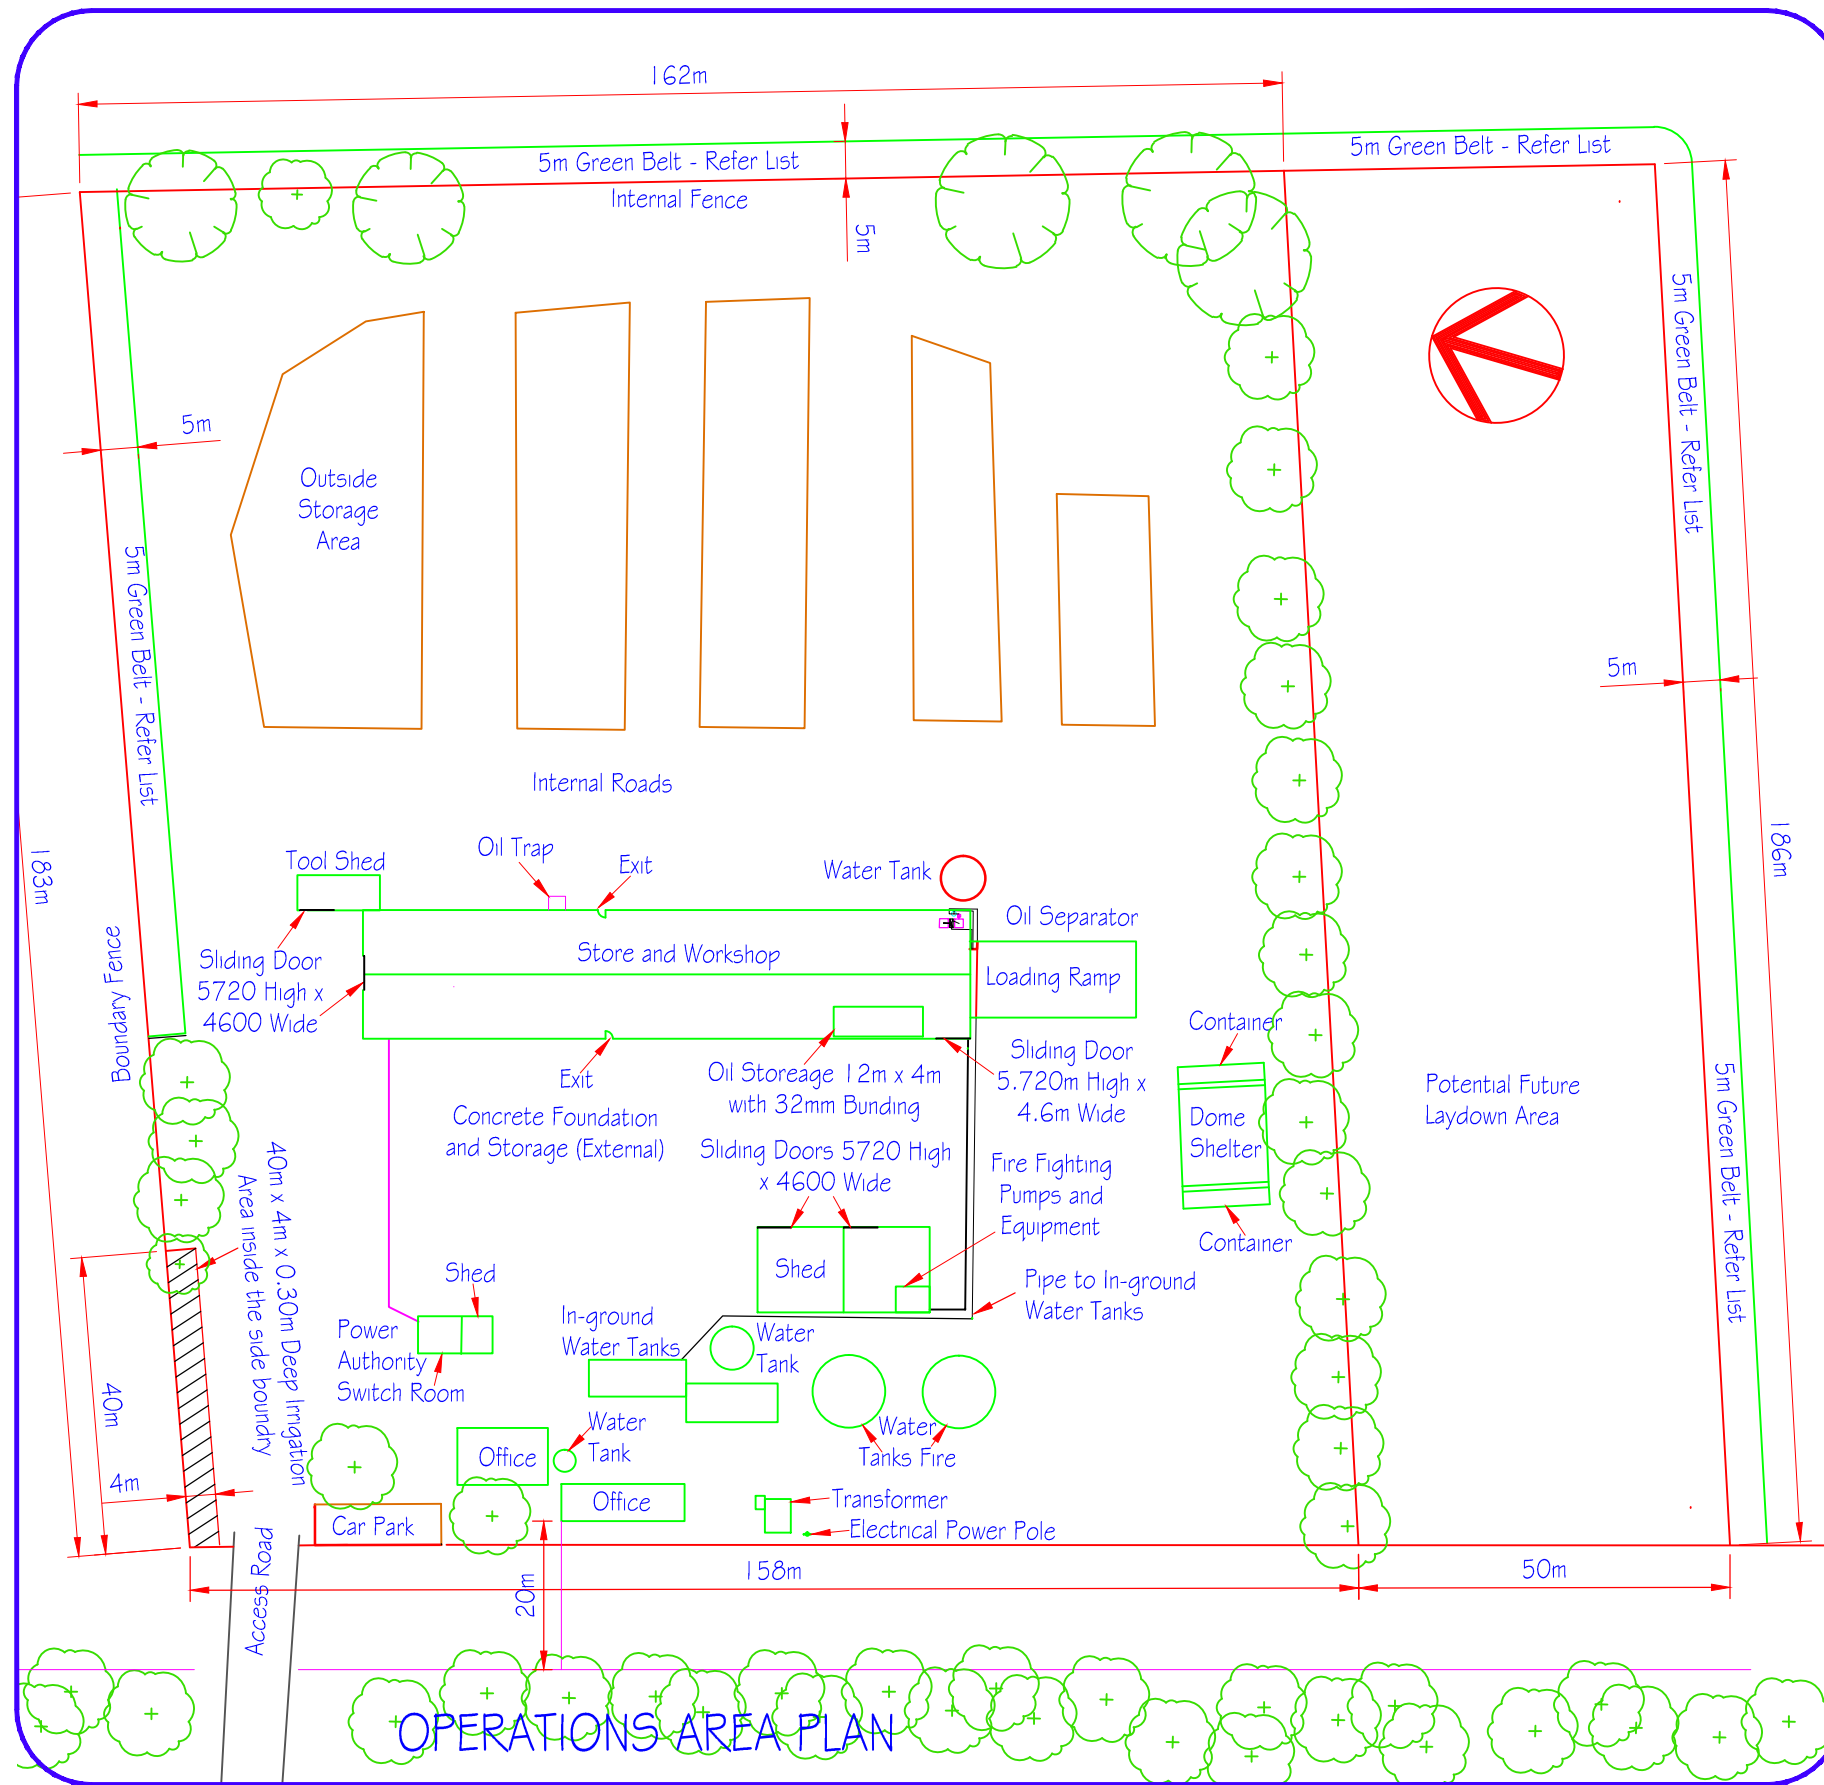 162m
5m Green Belt - Refer List
5m Green Belt - Refer List
Internal Fence
5m
5m Green Belt - Refer List
5m
Outside
Storage
Area
5m Green Belt - Refer List
5m
Internal Roads
183m
186m
Tool Shed
Oil Trap
Exit
Water Tank
Oil Separator
Store and Workshop
Loading Ramp
Sliding Door
5720 High x
4600 Wide
Boundary Fence
Container
Exit
Oil Storeage 12m x 4m
with 32mm Bunding
Sliding Door
5.720m High x
4.6m Wide
Dome
Shelter
Potential Future
Laydown Area
Concrete Foundation
and Storage (External)
Sliding Doors 5720 High
x 4600 Wide
Fire Fighting
Pumps and
Equipment
5m Green Belt - Refer List
40m x 4m x 0.30m Deep Irrigation
Area inside the side boundry
Container
Shed
Shed
Pipe to In-ground
Water Tanks
In-ground
Water Tanks
Water
Tank
Power
Authority
Switch Room
40m
Water
Tank
Water
Tanks Fire
Office
4m
Office
Transformer
Car Park
Electrical Power Pole
Access Road
158m
50m
20m
OPERATIONS AREA PLAN